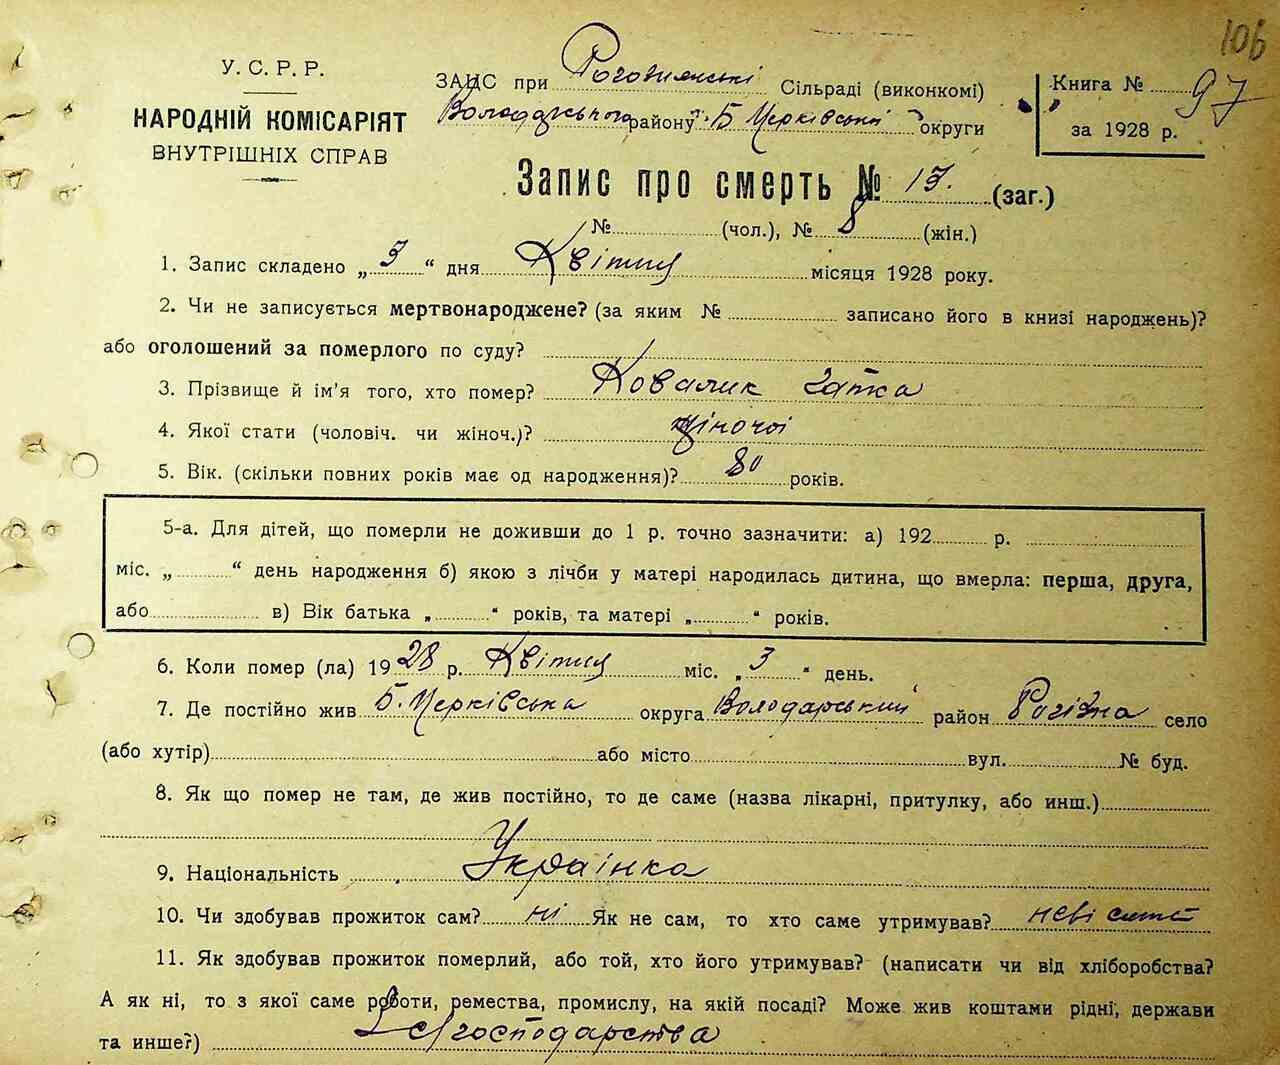 106
97
У. С. Р. Р.
НАРОДНІЙ КОМІСАРІЯТ
ВНУТРІШНІХ СПРАВ
ЗАЦС при Сільраді (виконкомі)
Володарського району Б Церківської округи
Книга №
за 1928 р.
Запис про смерть № 13. (заг.)
№ (чол.), № 8 (жін.)
1. Запис складено „3“ дня Квітня місяця 1928 року.
2. Чи не записується мертвонароджене? (за яким № записано його в книзі народжень)?
або оголошений за померлого по суду?
3. Прізвище й ім'я того, хто помер? Ковалик
4. Якої стати (чоловіч. чи жіноч.)? жіночої
5. Вік. (скільки повних років має од народження)? 80 років.
5-а. Для дітей, що померли не доживши до 1 р. точно зазначити: а) 192 р.
міс. „ “ день народження б) якою з лічби у матері народилась дитина, що вмерла: перша, друга,
або в) Вік батька „ “ років, та матері „ “ років.
6. Коли помер (ла) 1928 р. Квітня міс. „3“ день.
7. Де постійно жив Б. Церківська округа Володарський район Рогізна село
(або хутір) або місто вул. № буд.
8. Як що помер не там, де жив постійно, то де саме (назва лікарні, притулку, або инш.)
9. Національність Українка
10. Чи здобував прожиток сам? ні Як не сам, то хто саме утримував?
11. Як здобував прожиток померлий, або той, хто його утримував? (написати чи від хліборобства?
А як ні, то з якої саме роботи, ремества, промислу, на якій посаді? Може жив коштами рідні, держави
та инше?)